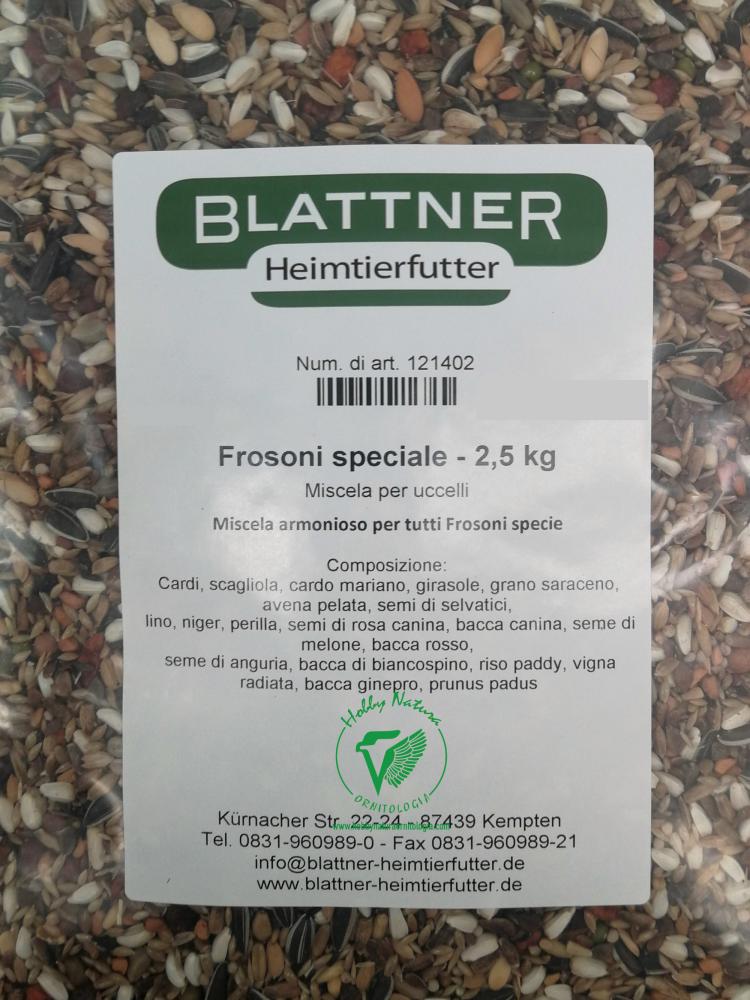 BLATTNER
Heimtierfutter
Num. di art. 121402
Frosoni speciale - 2,5 kg
Miscela per uccelli
Miscela armonioso per tutti Frosoni specie
Composizione:
Cardi, scagliola, cardo mariano, girasole, grano saraceno,
avena pelata, semi di selvatici,
lino, niger, perilla, semi di rosa canina, bacca canina, seme di
melone, bacca rosso,
seme di anguria, bacca di biancospino, riso paddy, vigna
radiata, bacca ginepro, prunus padus
Hobby Natura
ORNITOLOGIA
Kürnacher Str. 22-24 - 87439 Kempten
www.hobbynaturaornitologia.com
Tel. 0831-960989-0 - Fax 0831-960989-21
info@blattner-heimtierfutter.de
www.blattner-heimtierfutter.de